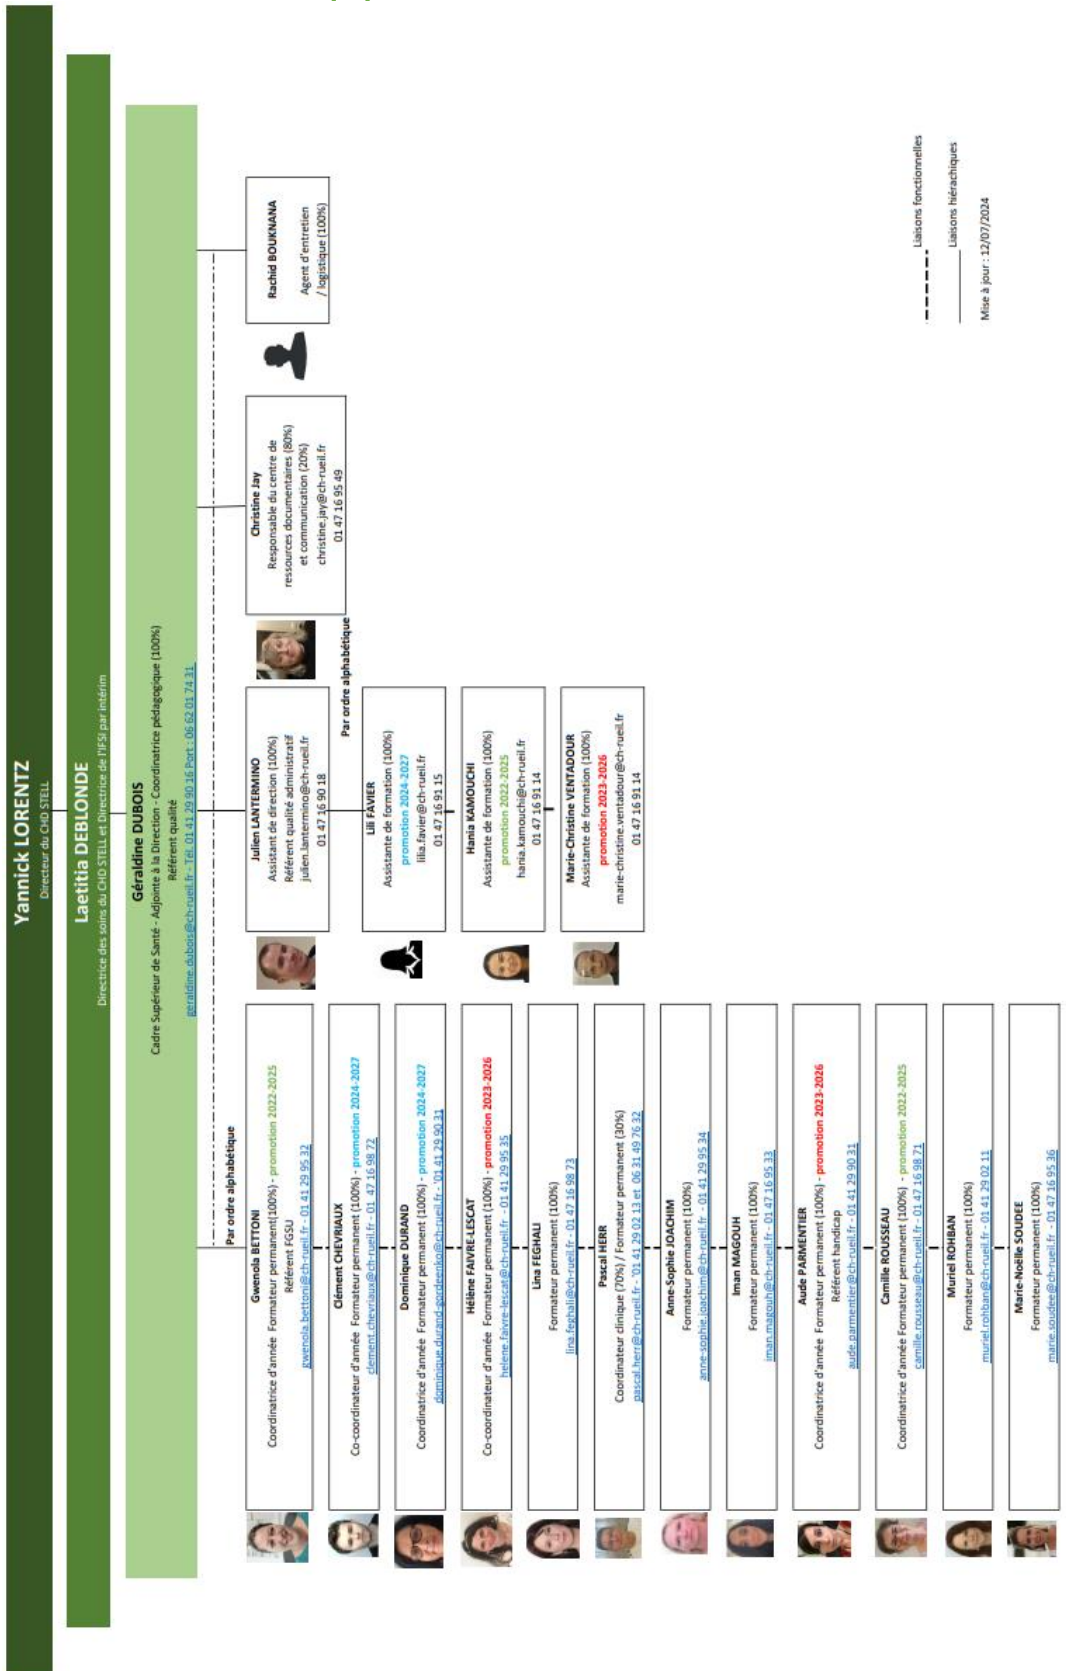 Yannick LORENTZ
Directeur du CHD STELL
Laetitia DEBLONDE
Directrice des soins du CHD STELL et Directrice de l'IFSI par intérim
Géraldine DUBOIS
Cadre Supérieur de Santé - Adjointe à la Direction - Coordinatrice pédagogique (100%)
Référent qualité
geraldine.dubois@ch-rueil.fr - Tél. 01 41 29 90 16 Port : 06 62 01 74 31
Par ordre alphabétique
Gwenola BETTONI
Coordinatrice d'année Formateur permanent(100%) - promotion 2022-2025
Référent FGSU
gwenola.bettoni@ch-rueil.fr - 01 41 29 95 32
Clément CHEVRIAUX
Co-coordinateur d'année Formateur permanent (100%) - promotion 2024-2027
clement.chevriaux@ch-rueil.fr - 01 47 16 98 72
Dominique DURAND
Coordinatrice d'année Formateur permanent (100%) - promotion 2024-2027
dominique.durand-gordeenko@ch-rueil.fr - '01 41 29 90 31
Hélène FAIVRE-LESCAT
Co-coordinateur d'année Formateur permanent (100%) - promotion 2023-2026
helene.faivre-lescat@ch-rueil.fr - 01 41 29 95 35
Lina FEGHALI
Formateur permanent (100%)
lina.feghali@ch-rueil.fr - 01 47 16 98 73
Pascal HERR
Coordinateur clinique (70%) / Formateur permanent (30%)
pascal.herr@ch-rueil.fr - '01 41 29 02 13 et 06 31 49 76 32
Anne-Sophie JOACHIM
Formateur permanent (100%)
anne-sophie.joachim@ch-rueil.fr - 01 41 29 95 34
Iman MAGOUH
Formateur permanent (100%)
iman.magouh@ch-rueil.fr - 01 47 16 95 33
Aude PARMENTIER
Coordinatrice d'année Formateur permanent (100%) - promotion 2023-2026
Référent handicap
aude.parmentier@ch-rueil.fr - 01 41 29 90 31
Camille ROUSSEAU
Coordinatrice d'année Formateur permanent (100%) - promotion 2022-2025
camille.rousseau@ch-rueil.fr - 01 47 16 98 71
Muriel ROHBAN
Formateur permanent (100%)
muriel.rohban@ch-rueil.fr - 01 41 29 02 11
Marie-Noëlle SOUDEE
Formateur permanent (100%)
marie.soudee@ch-rueil.fr - 01 47 16 95 36
Julien LANTERMINO
Assistant de direction (100%)
Référent qualité administratif
julien.lantermino@ch-rueil.fr
01 47 16 90 18
Par ordre alphabétique
Lili FAVIER
Assistante de formation (100%)
promotion 2024-2027
lilia.favier@ch-rueil.fr
01 47 16 91 15
Hania KAMOUCHI
Assistante de formation (100%)
promotion 2022-2025
hania.kamouchi@ch-rueil.fr
01 47 16 91 14
Marie-Christine VENTADOUR
Assistante de formation (100%)
promotion 2023-2026
marie-christine.ventadour@ch-rueil.fr
01 47 16 91 14
Christine Jay
Responsable du centre de
ressources documentaires (80%)
et communication (20%)
christine.jay@ch-rueil.fr
01 47 16 95 49
Rachid BOUKNANA
Agent d'entretien
/ logistique (100%)
Liaisons fonctionnelles
Liaisons hiérachiques
Mise à jour : 12/07/2024